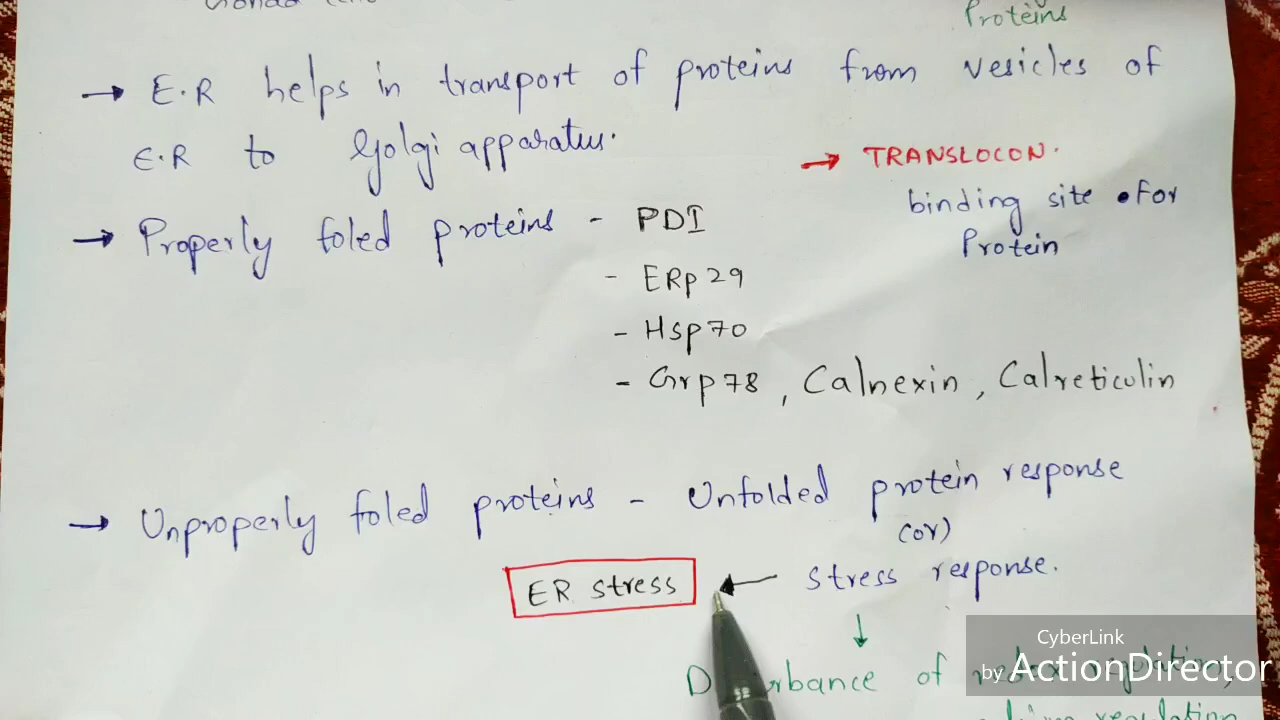 Proteins
→ E.R helps in transport of proteins from vesicles of
E.R to Golgi apparatus.
→ TRANSLOCON.
binding site for
Protein
→ Properly foled proteins - PDI
- ERp29
- Hsp70
- Grp78, Calnexin, Calreticulin
→ Unproperly foled proteins - Unfolded protein response
(or)
ER stress ← stress response.
↓
of
regulation
CyberLink
by ActionDirector